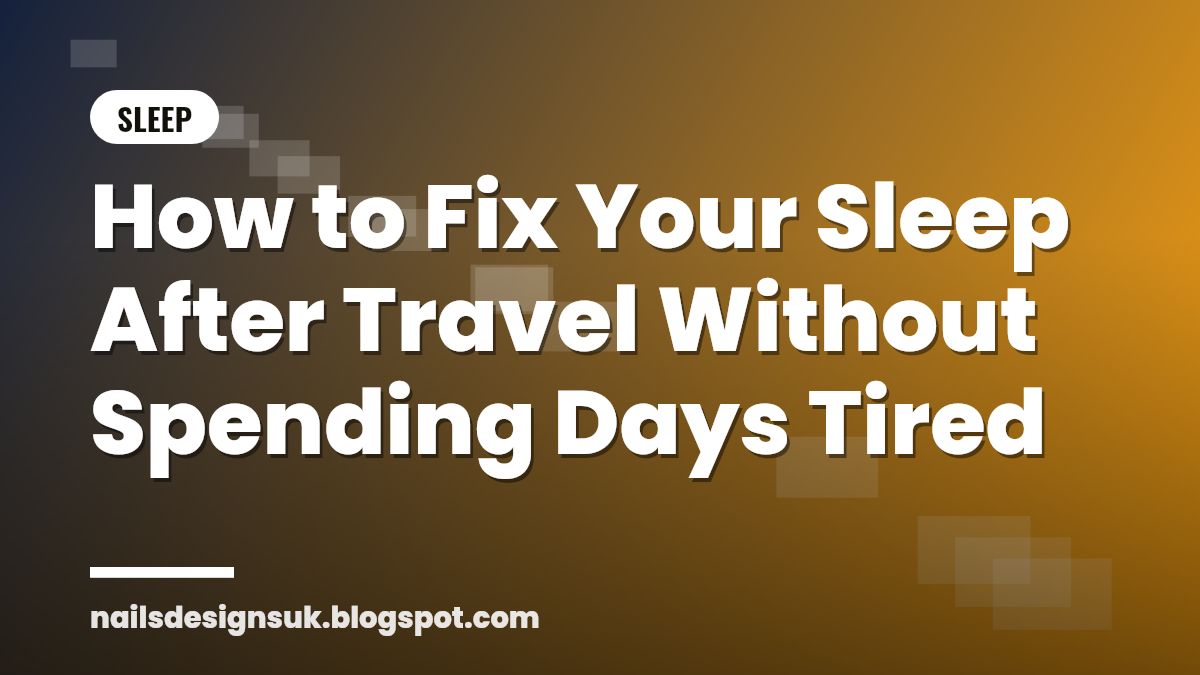 SLEEP
How to Fix Your Sleep
After Travel Without
Spending Days Tired
nailsdesignsuk.blogspot.com